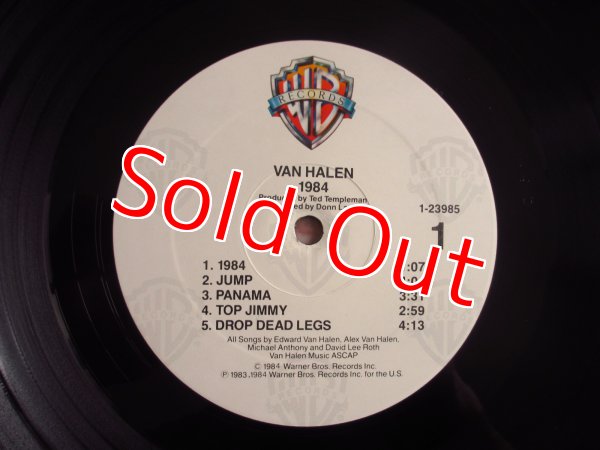 WB
RECORDS
VAN HALEN
1984
by Ted Templeman
by Donn
1-23985
1
Sold Out
1. 1984 :07
2. JUMP
3. PANAMA 3:31
4. TOP JIMMY 2:59
5. DROP DEAD LEGS 4:13
All Songs by Edward Van Halen, Alex Van Halen,
Michael Anthony and David Lee Roth
Van Halen Music ASCAP
© 1984 Warner Bros. Records Inc.
℗ 1983, 1984 Warner Bros. Records Inc. for the U.S.